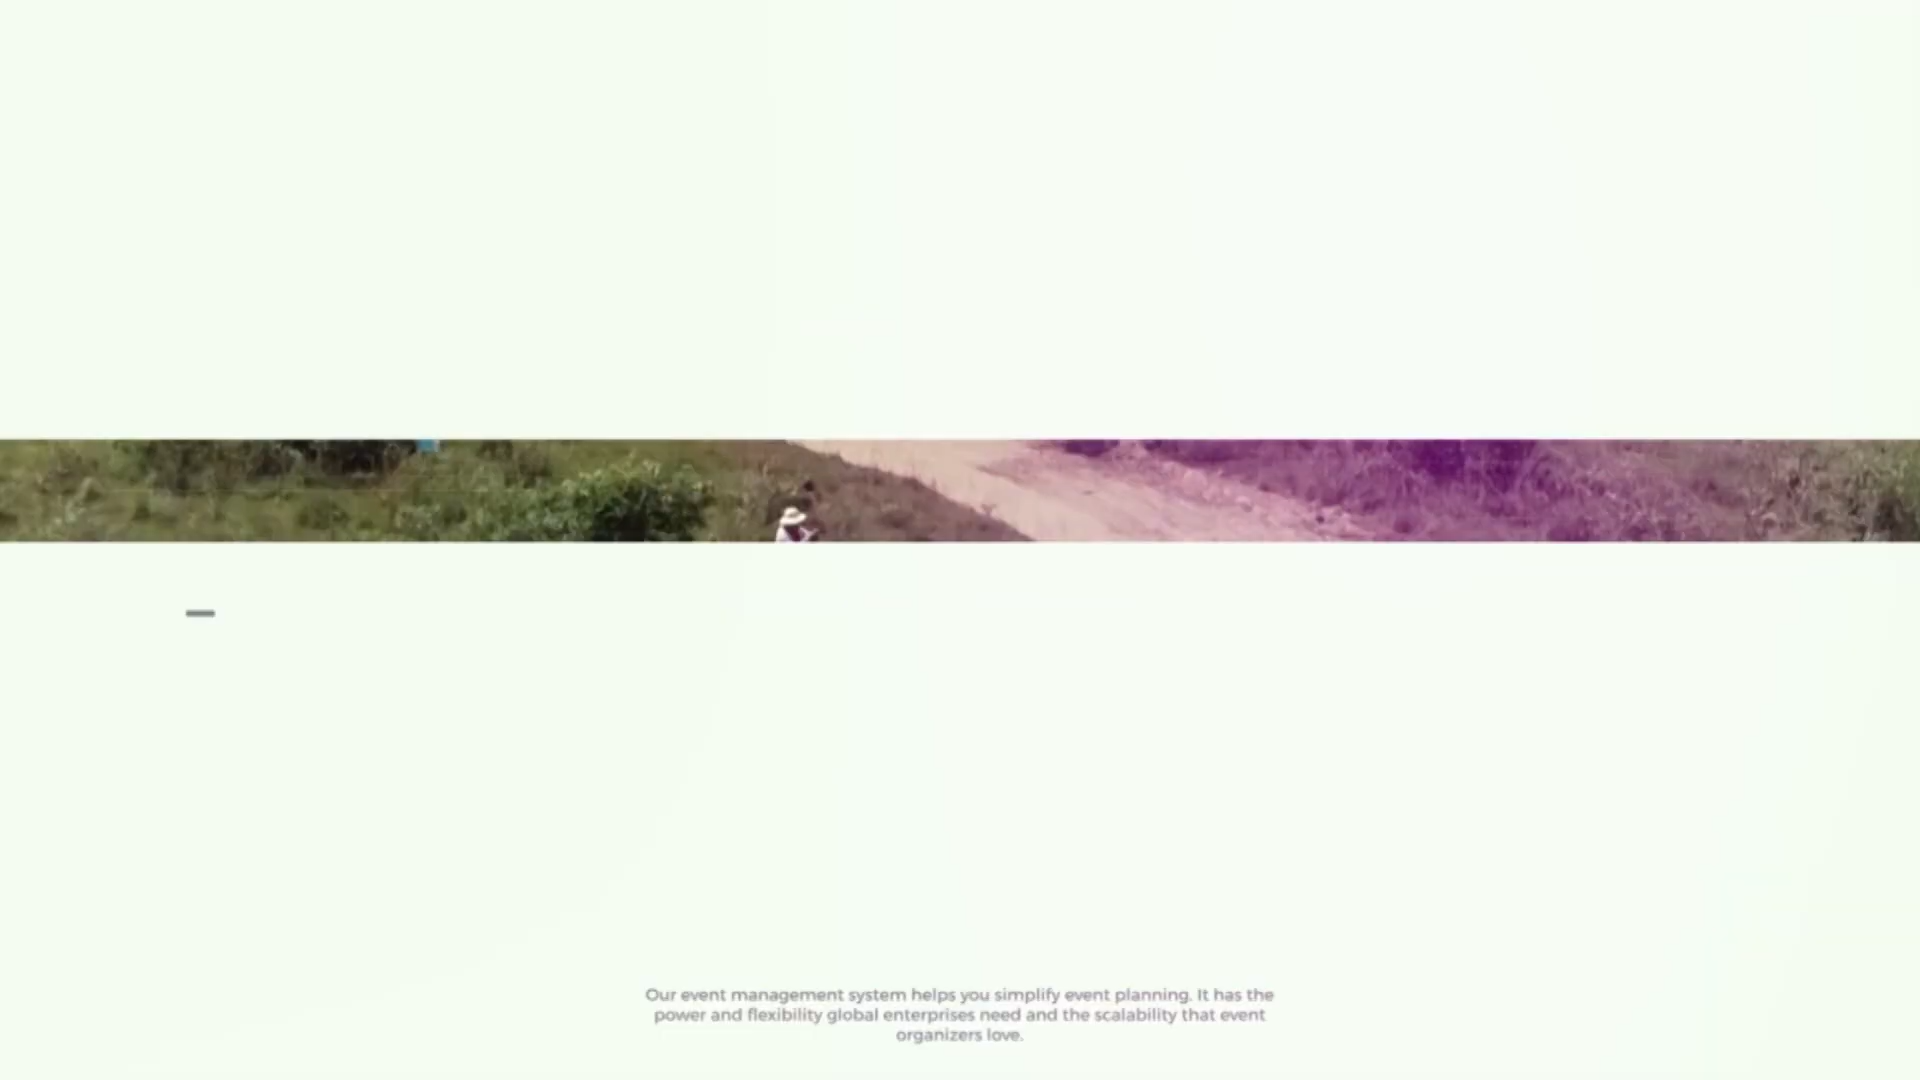 Our event management system helps you simplify event planning. It has the
power and flexibility global enterprises need and the scalability that event
organizers love.